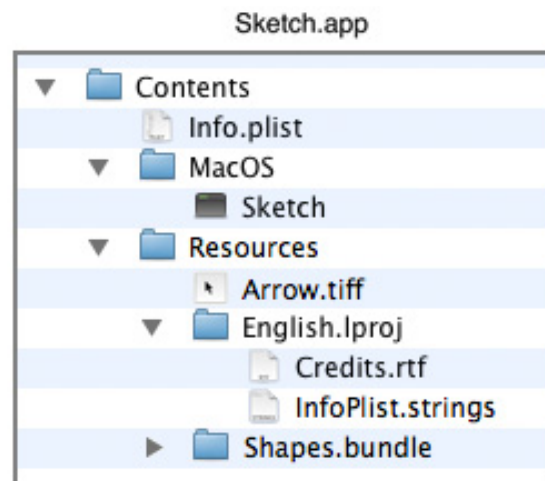 Sketch.app
Contents
Info.plist
MacOS
Sketch
Resources
Arrow.tiff
English.lproj
Credits.rtf
InfoPlist.strings
Shapes.bundle